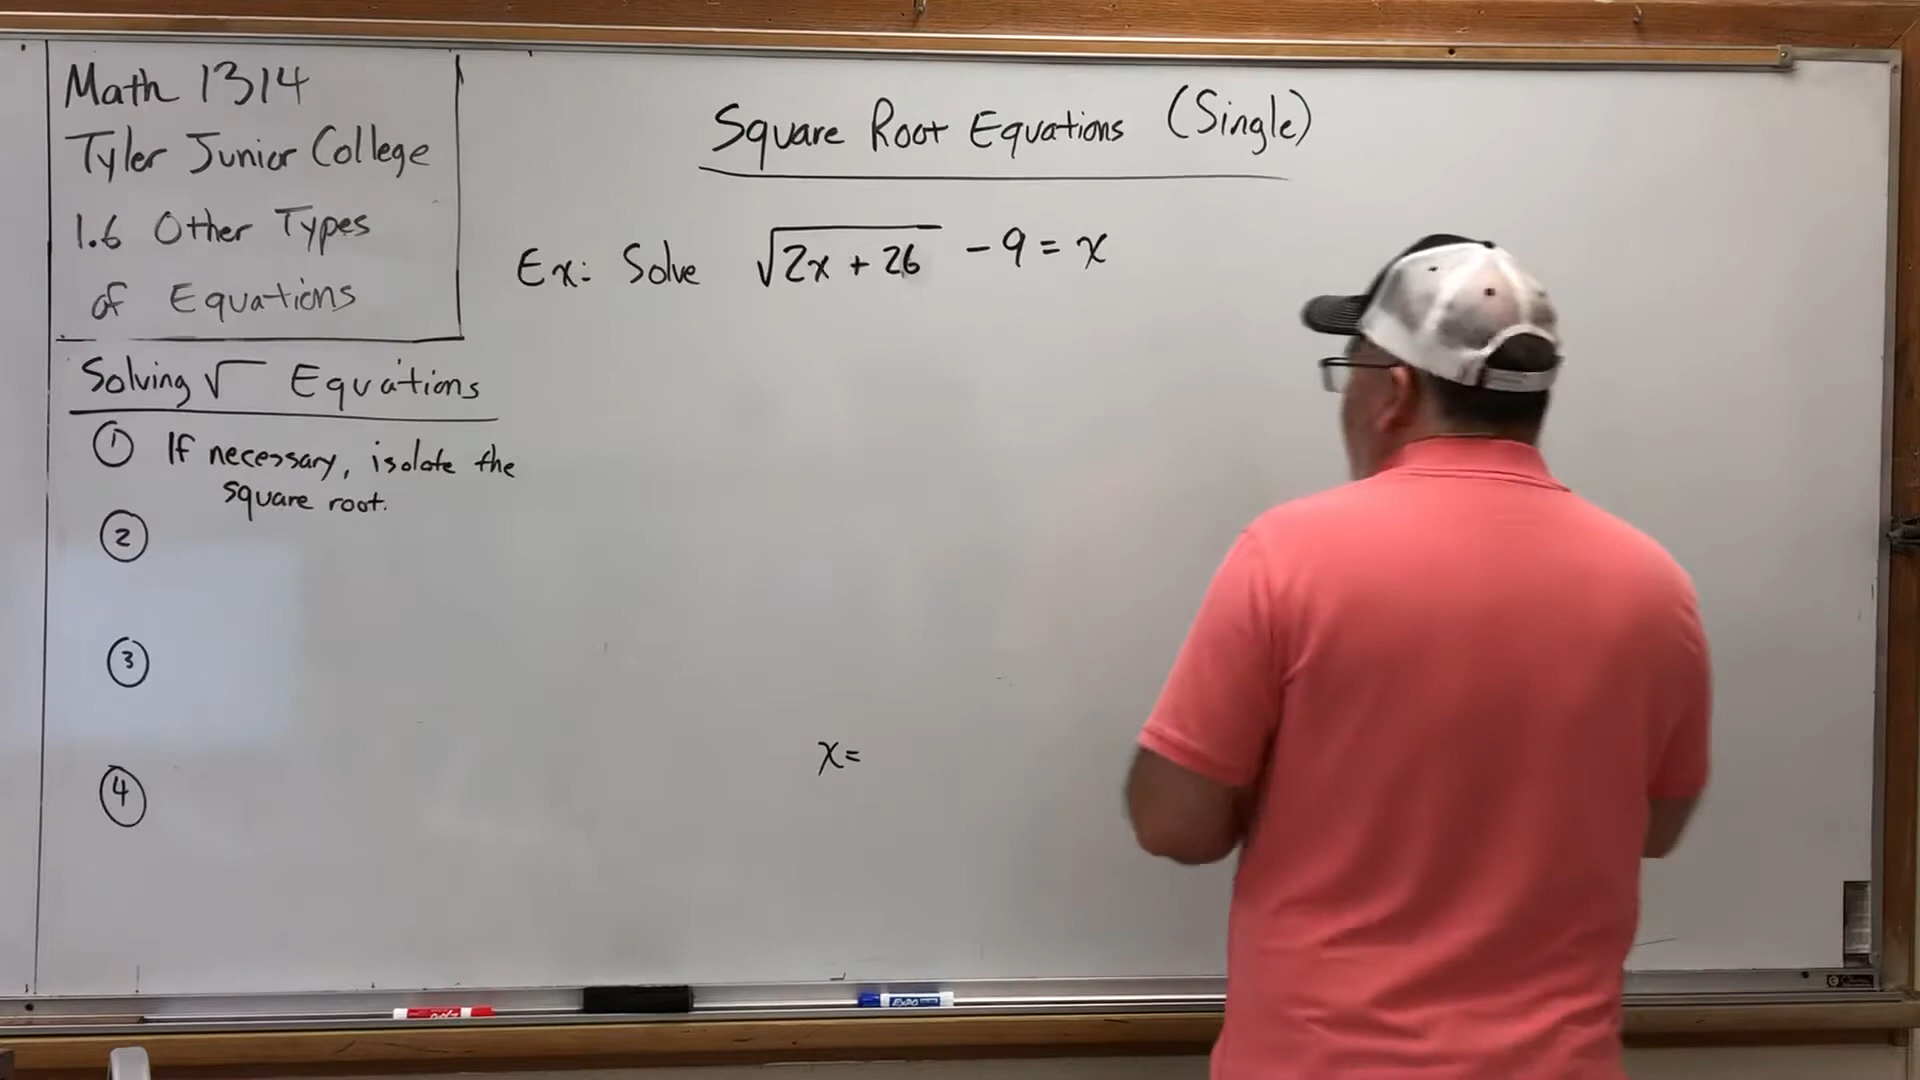 Math 1314
Tyler Junior College
1.6 Other Types
of Equations
Solving √ Equations
① If necessary, isolate the
square root.
②
③
④
Square Root Equations (Single)
Ex: Solve √2x + 26 - 9 = x
x=
EXPO